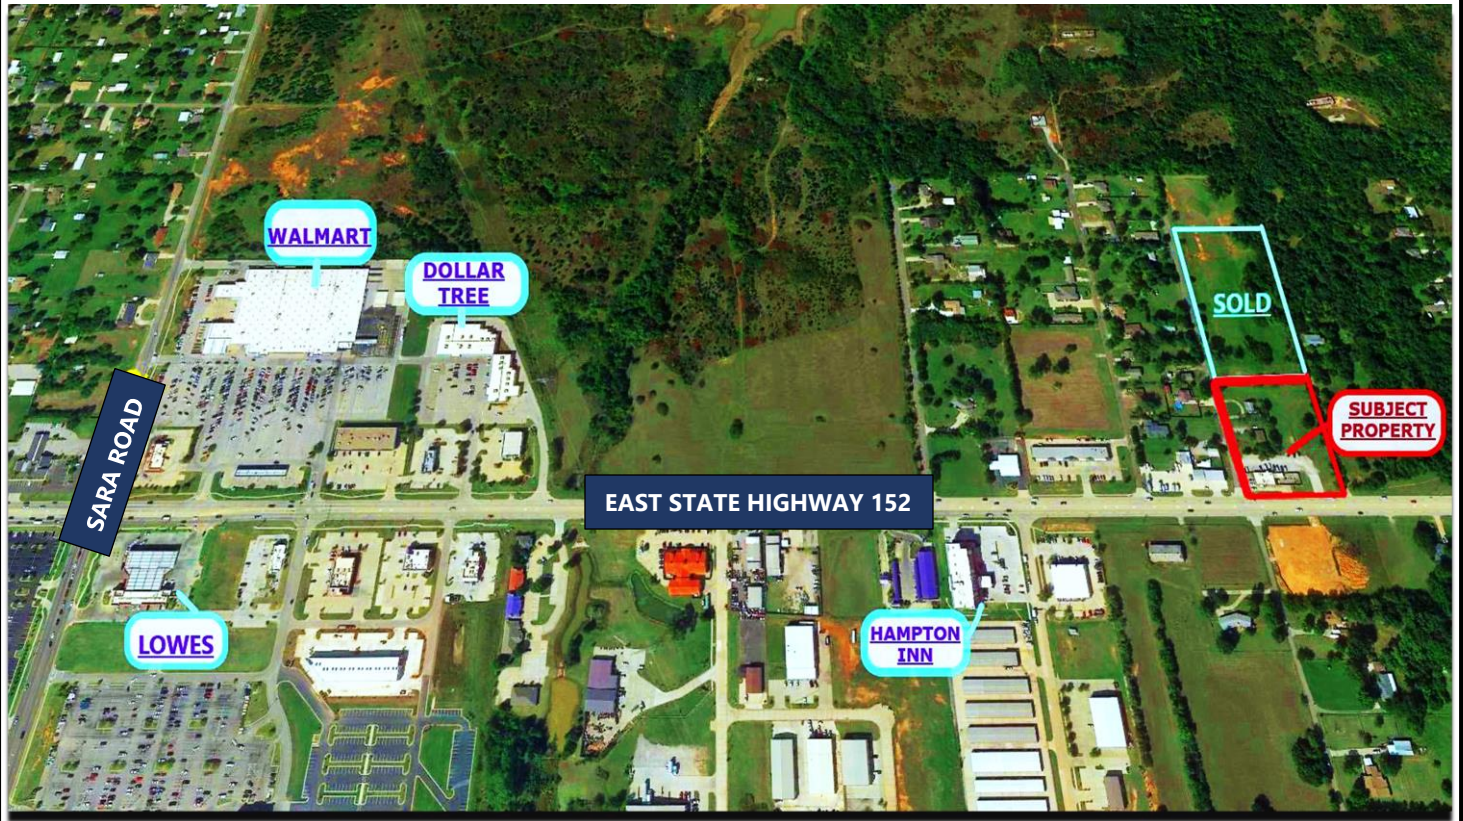 WALMART
DOLLAR
TREE
SOLD
SUBJECT
PROPERTY
SARA ROAD
EAST STATE HIGHWAY 152
LOWES
HAMPTON
INN